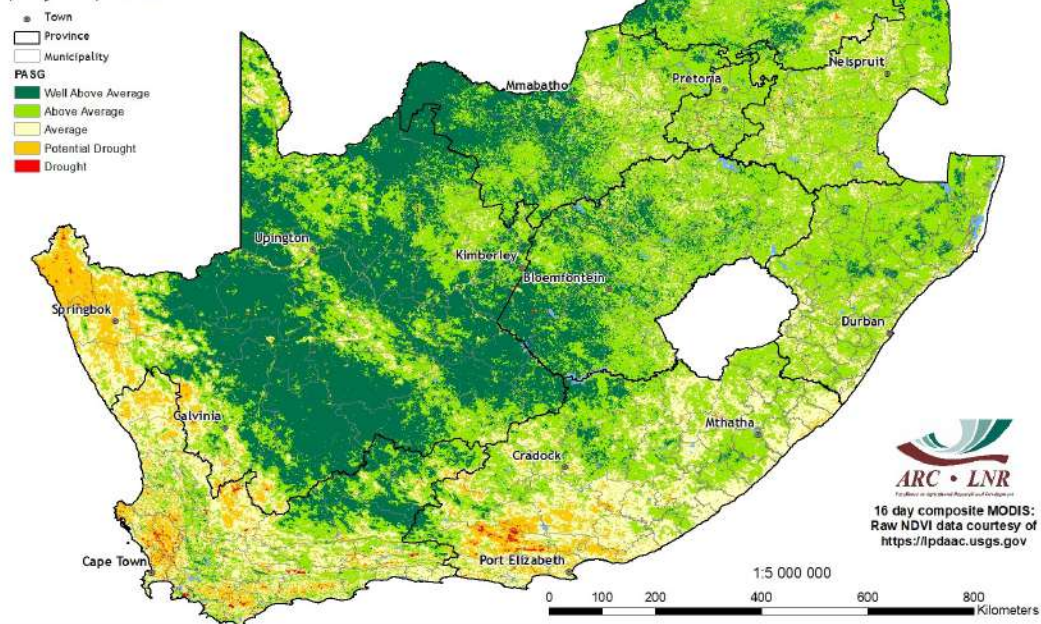 Town
Province
Municipality
PASG
Well Above Average
Above Average
Average
Potential Drought
Drought
Mmabatho
Pretoria
Nelspruit
Upington
Kimberley
Bloemfontein
Springbok
Durban
Calvinia
Mthatha
Cradock
Cape Town
Port Elizabeth
ARC • LNR
16 day composite MODIS:
Raw NDVI data courtesy of
https://lpdaac.usgs.gov
1:5 000 000
0 100 200 400 600 800
Kilometers